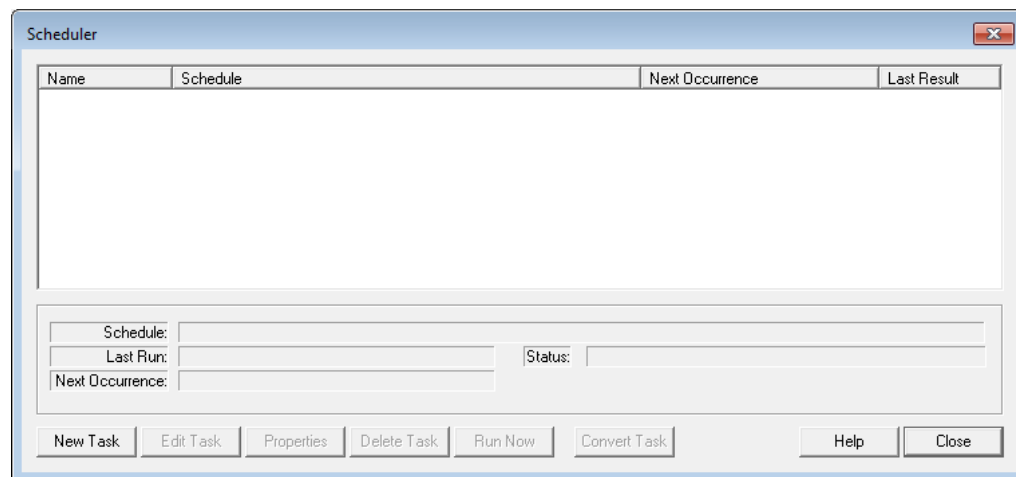 Scheduler
Name Schedule Next Occurrence Last Result
Schedule:
Last Run: Status:
Next Occurrence:
New Task Edit Task Properties Delete Task Run Now Convert Task Help Close